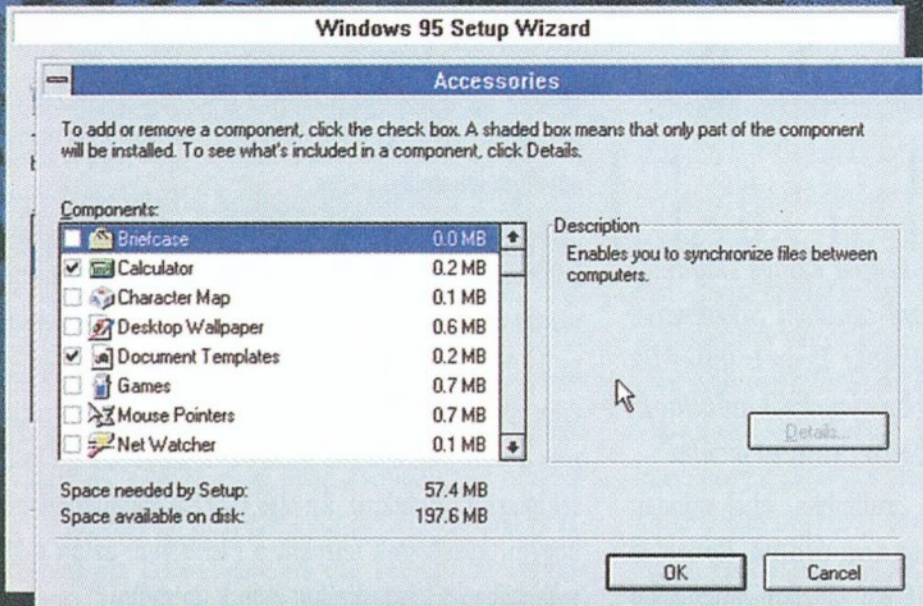 Windows 95 Setup Wizard
Accessories
To add or remove a component, click the check box. A shaded box means that only part of the component
will be installed. To see what's included in a component, click Details.
Components:
Briefcase 0.0 MB
Calculator 0.2 MB
Character Map 0.1 MB
Desktop Wallpaper 0.6 MB
Document Templates 0.2 MB
Games 0.7 MB
Mouse Pointers 0.7 MB
Net Watcher 0.1 MB
Description
Enables you to synchronize files between
computers.
Details...
Space needed by Setup: 57.4 MB
Space available on disk: 197.6 MB
OK
Cancel